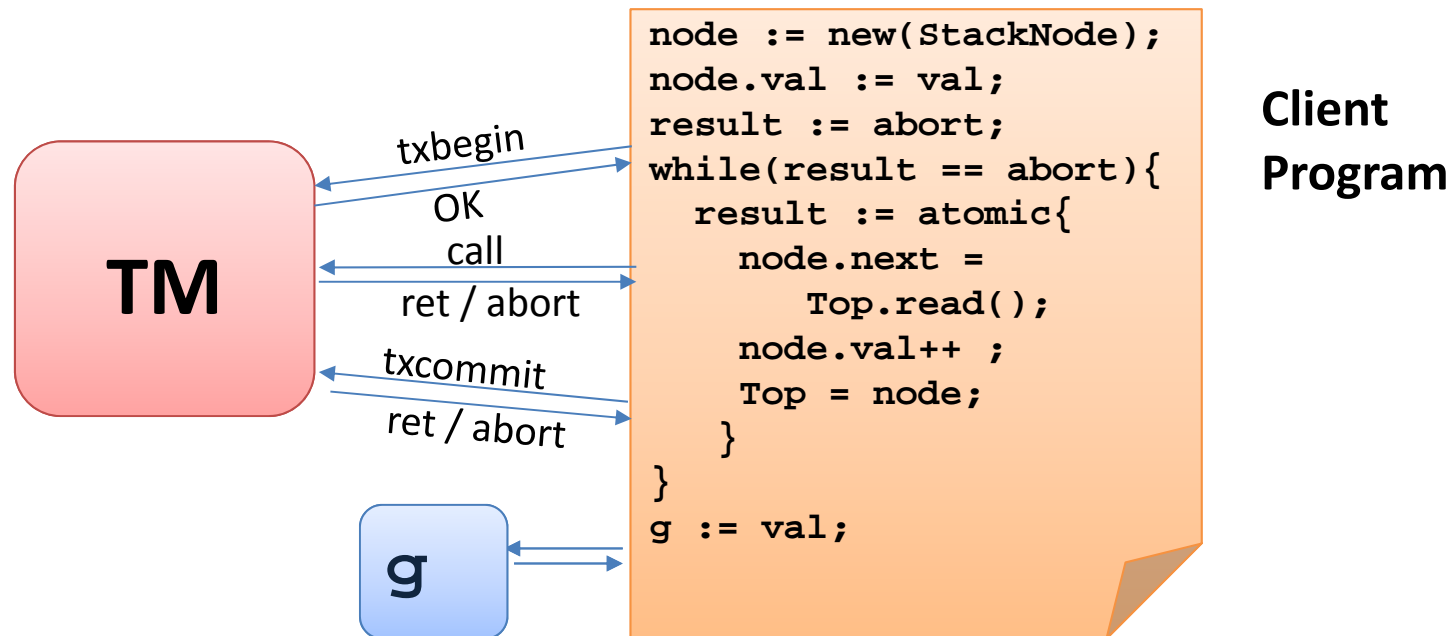 TM
txbegin
OK
call
ret / abort
txcommit
ret / abort
g
node := new(StackNode);
node.val := val;
result := abort;
while(result == abort){
result := atomic{
node.next =
Top.read();
node.val++ ;
Top = node;
}
}
g := val;
Client
Program